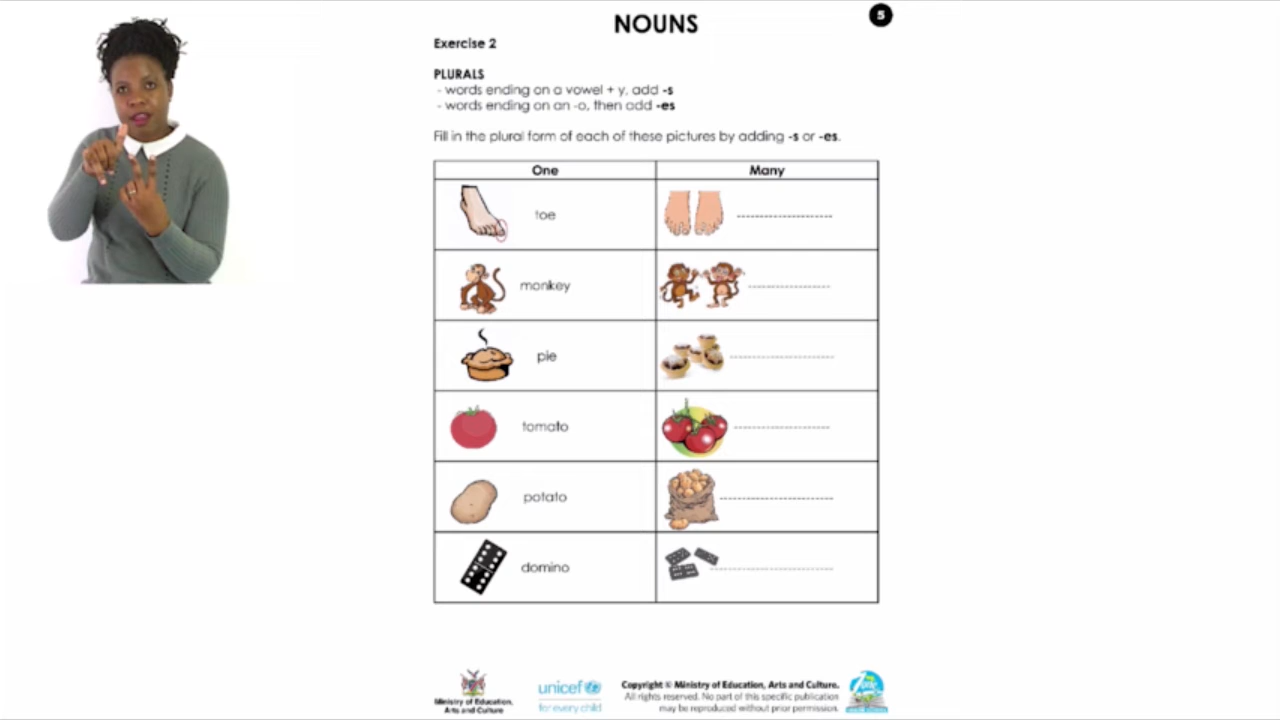 NOUNS
5
Exercise 2
PLURALS
- words ending on a vowel + y, add -s
- words ending on an -o, then add -es
Fill in the plural form of each of these pictures by adding -s or -es.
One
Many
toe
monkey
pie
tomato
potato
domino
Ministry of Education,
Arts and Culture
unicef
for every child
Copyright © Ministry of Education, Arts and Culture.
All rights reserved. No part of this specific publication
may be reproduced without prior permission.